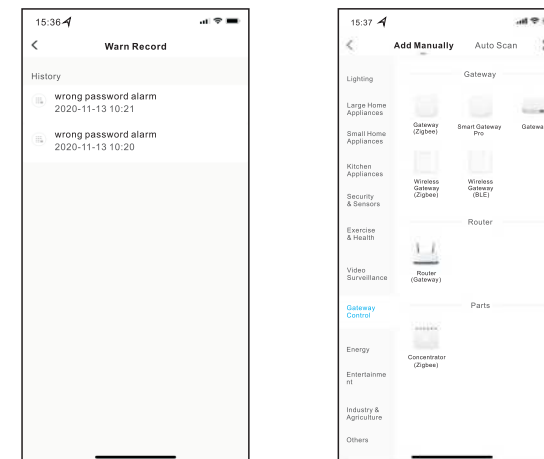 15:36
Warn Record
History
wrong password alarm
2020-11-13 10:21
wrong password alarm
2020-11-13 10:20
15:37
Add Manually
Auto Scan
Lighting
Large Home
Appliances
Small Home
Appliances
Kitchen
Appliances
Security
& Sensors
Exercise
& Health
Video
Surveillance
Gateway
Control
Energy
Entertainme
nt
Industry &
Agriculture
Others
Gateway
Gateway
(Zigbee)
Smart Gateway
Pro
Gatewa
Wireless
Gateway
(Zigbee)
Wireless
Gateway
(BLE)
Router
Router
(Gateway)
Parts
Concentrator
(Zigbee)